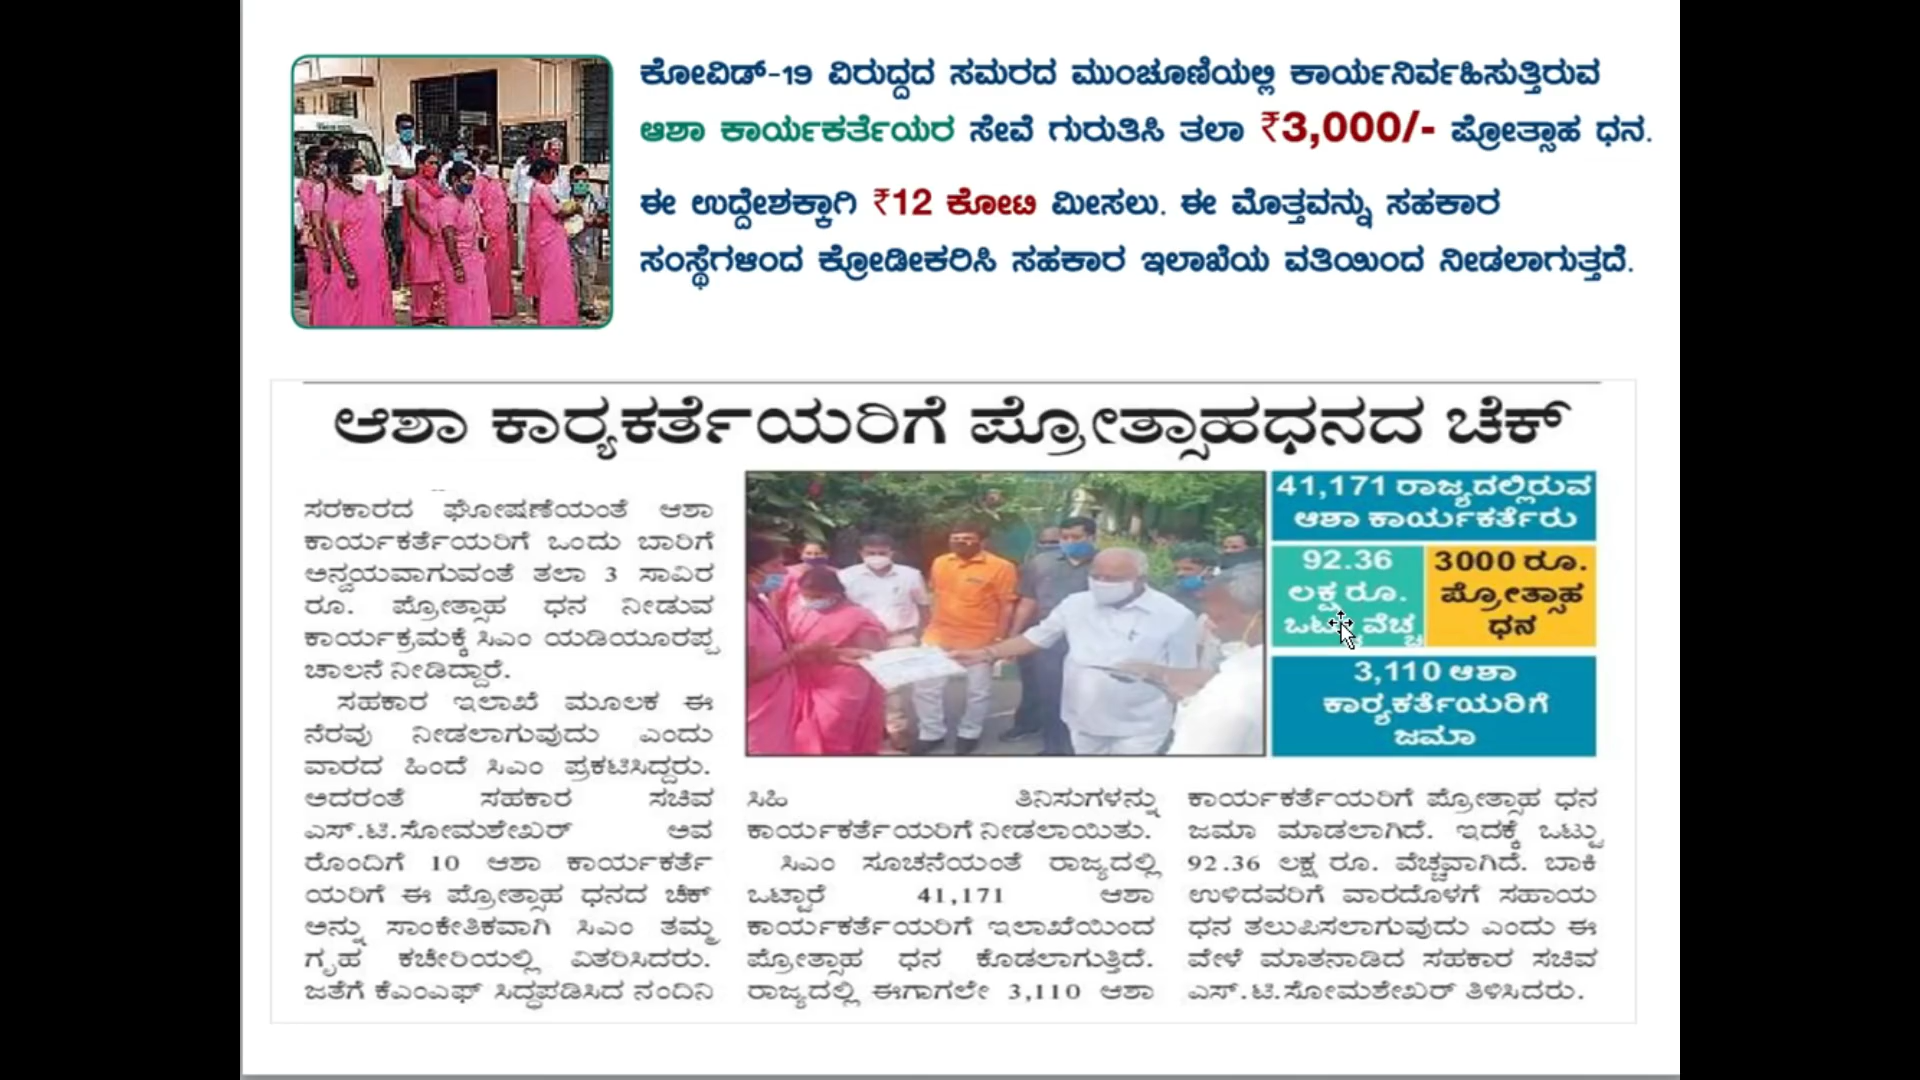 ಕೋವಿಡ್-19 ವಿರುದ್ಧದ ಸಮರದ ಮುಂಚೂಣಿಯಲ್ಲಿ ಕಾರ್ಯನಿರ್ವಹಿಸುತ್ತಿರುವ
ಆಶಾ ಕಾರ್ಯಕರ್ತೆಯರ ಸೇವೆ ಗುರುತಿಸಿ ತಲಾ ₹3,000/- ಪ್ರೋತ್ಸಾಹ ಧನ.
ಈ ಉದ್ದೇಶಕ್ಕಾಗಿ ₹12 ಕೋಟಿ ಮೀಸಲು. ಈ ಮೊತ್ತವನ್ನು ಸಹಕಾರ
ಸಂಸ್ಥೆಗಳಿಂದ ಕ್ರೋಡೀಕರಿಸಿ ಸಹಕಾರ ಇಲಾಖೆಯ ವತಿಯಿಂದ ನೀಡಲಾಗುತ್ತದೆ.
ಆಶಾ ಕಾರ‍್ಯಕರ್ತೆಯರಿಗೆ ಪ್ರೋತ್ಸಾಹಧನದ ಚೆಕ್
ಸರಕಾರದ ಘೋಷಣೆಯಂತೆ ಆಶಾ
ಕಾರ್ಯಕರ್ತೆಯರಿಗೆ ಒಂದು ಬಾರಿಗೆ
ಅನ್ವಯವಾಗುವಂತೆ ತಲಾ 3 ಸಾವಿರ
ರೂ. ಪ್ರೋತ್ಸಾಹ ಧನ ನೀಡುವ
ಕಾರ್ಯಕ್ರಮಕ್ಕೆ ಸಿಎಂ ಯಡಿಯೂರಪ್ಪ
ಚಾಲನೆ ನೀಡಿದ್ದಾರೆ.
ಸಹಕಾರ ಇಲಾಖೆ ಮೂಲಕ ಈ
ನೆರವು ನೀಡಲಾಗುವುದು ಎಂದು
ವಾರದ ಹಿಂದೆ ಸಿಎಂ ಪ್ರಕಟಿಸಿದ್ದರು.
ಅದರಂತೆ ಸಹಕಾರ ಸಚಿವ
ಎಸ್.ಟಿ.ಸೋಮಶೇಖರ್ ಅವ
ರೊಂದಿಗೆ 10 ಆಶಾ ಕಾರ್ಯಕರ್ತೆ
ಯರಿಗೆ ಈ ಪ್ರೋತ್ಸಾಹ ಧನದ ಚೆಕ್
ಅನ್ನು ಸಾಂಕೇತಿಕವಾಗಿ ಸಿಎಂ ತಮ್ಮ
ಗೃಹ ಕಚೇರಿಯಲ್ಲಿ ವಿತರಿಸಿದರು.
ಜತೆಗೆ ಕೆಎಂಎಫ್ ಸಿದ್ಧಪಡಿಸಿದ ನಂದಿನಿ
ಸಿಹಿ ತಿನಿಸುಗಳನ್ನು
ಕಾರ್ಯಕರ್ತೆಯರಿಗೆ ನೀಡಲಾಯಿತು.
ಸಿಎಂ ಸೂಚನೆಯಂತೆ ರಾಜ್ಯದಲ್ಲಿ
ಒಟ್ಟಾರೆ 41,171 ಆಶಾ
ಕಾರ್ಯಕರ್ತೆಯರಿಗೆ ಇಲಾಖೆಯಿಂದ
ಪ್ರೋತ್ಸಾಹ ಧನ ಕೊಡಲಾಗುತ್ತಿದೆ.
ರಾಜ್ಯದಲ್ಲಿ ಈಗಾಗಲೇ 3,110 ಆಶಾ
ಕಾರ್ಯಕರ್ತೆಯರಿಗೆ ಪ್ರೋತ್ಸಾಹ ಧನ
ಜಮಾ ಮಾಡಲಾಗಿದೆ. ಇದಕ್ಕೆ ಒಟ್ಟು
92.36 ಲಕ್ಷ ರೂ. ವೆಚ್ಚವಾಗಿದೆ. ಬಾಕಿ
ಉಳಿದವರಿಗೆ ವಾರದೊಳಗೆ ಸಹಾಯ
ಧನ ತಲುಪಿಸಲಾಗುವುದು ಎಂದು ಈ
ವೇಳೆ ಮಾತನಾಡಿದ ಸಹಕಾರ ಸಚಿವ
ಎಸ್.ಟಿ.ಸೋಮಶೇಖರ್ ತಿಳಿಸಿದರು.
41,171 ರಾಜ್ಯದಲ್ಲಿರುವ
ಆಶಾ ಕಾರ್ಯಕರ್ತೆರು
92.36
ಲಕ್ಷ ರೂ.
ಒಟ್ಟು ವೆಚ್ಚ
3000 ರೂ.
ಪ್ರೋತ್ಸಾಹ
ಧನ
3,110 ಆಶಾ
ಕಾರ‍್ಯಕರ್ತೆಯರಿಗೆ
ಜಮಾ